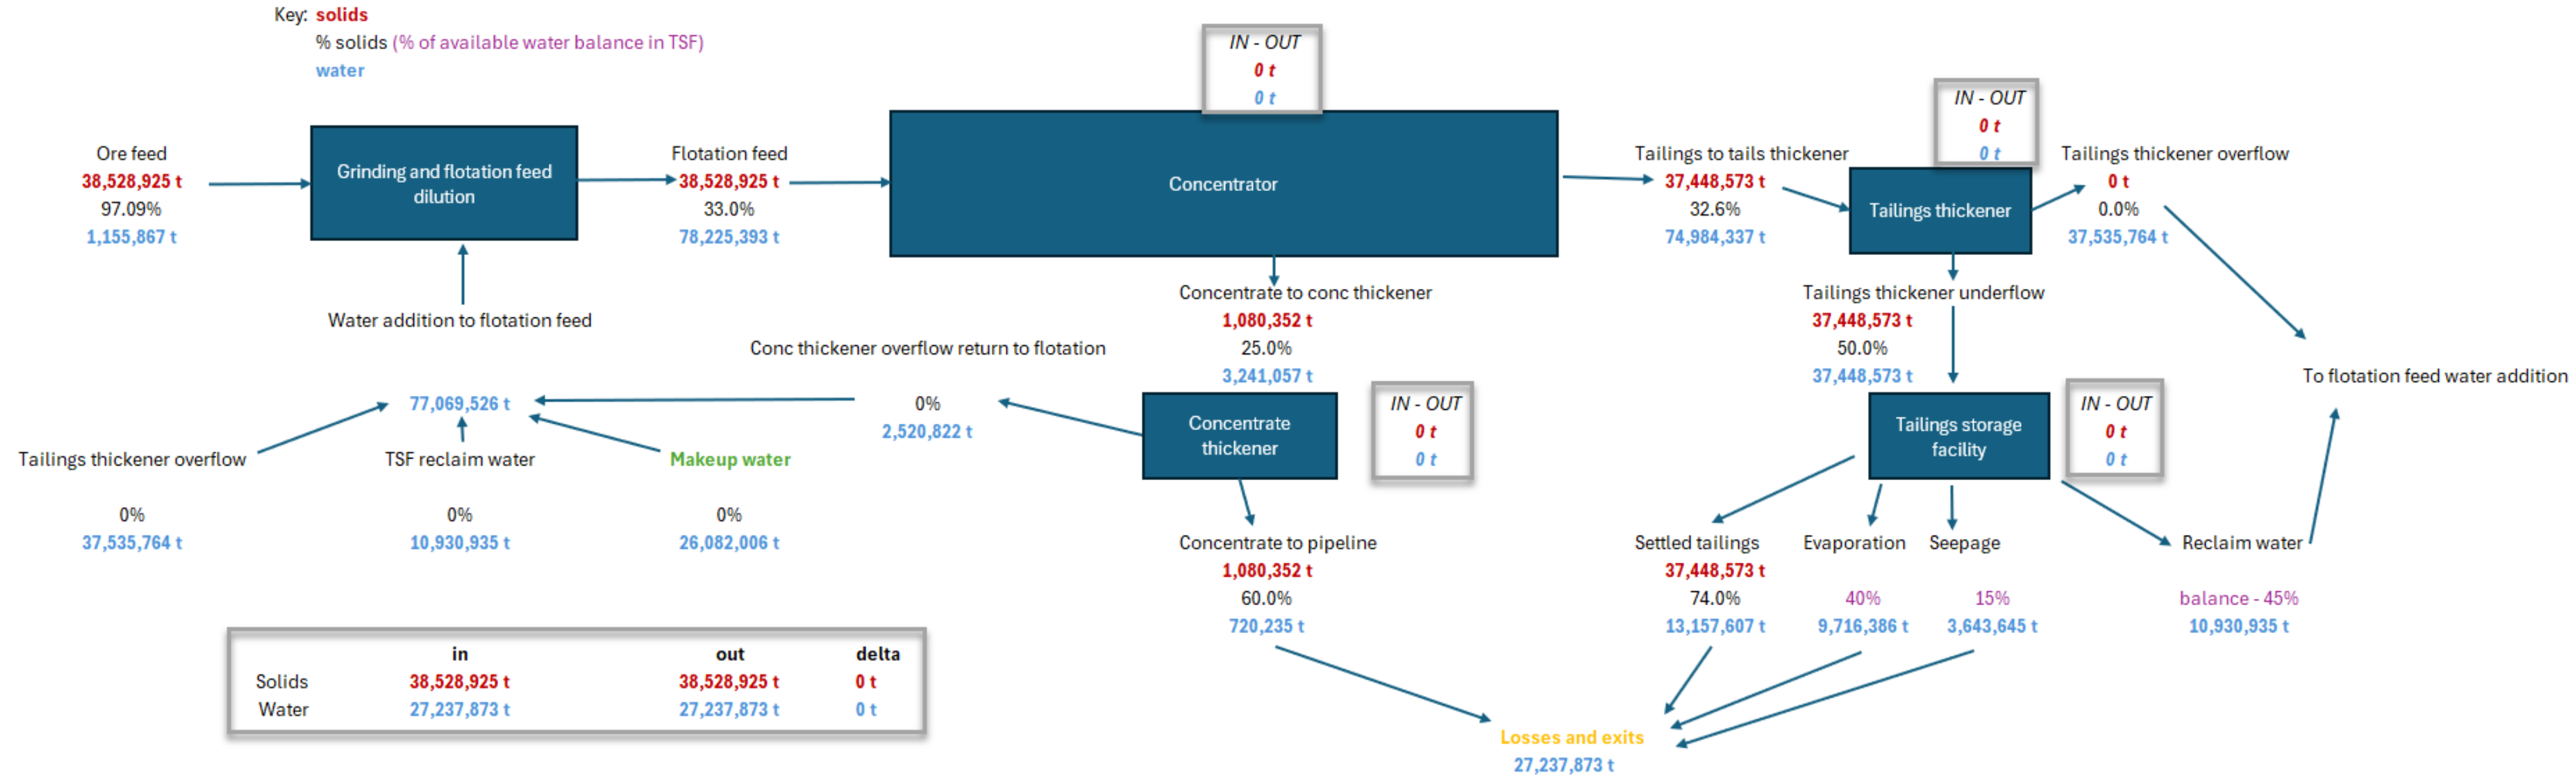 Key: solids
% solids (% of available water balance in TSF)
water
IN - OUT
0 t
0 t
IN - OUT
0 t
0 t
Ore feed
38,528,925 t
97.09%
1,155,867 t
Grinding and flotation feed
dilution
Flotation feed
38,528,925 t
33.0%
78,225,393 t
Concentrator
Tailings to tails thickener
37,448,573 t
32.6%
74,984,337 t
Tailings thickener
Tailings thickener overflow
0 t
0.0%
37,535,764 t
Water addition to flotation feed
Concentrate to conc thickener
1,080,352 t
25.0%
3,241,057 t
Tailings thickener underflow
37,448,573 t
50.0%
37,448,573 t
To flotation feed water addition
Conc thickener overflow return to flotation
0%
2,520,822 t
77,069,526 t
Concentrate
thickener
IN - OUT
0 t
0 t
Tailings storage
facility
IN - OUT
0 t
0 t
Tailings thickener overflow
0%
37,535,764 t
TSF reclaim water
0%
10,930,935 t
Makeup water
0%
26,082,006 t
Concentrate to pipeline
1,080,352 t
60.0%
720,235 t
Settled tailings
37,448,573 t
74.0%
13,157,607 t
Evaporation
40%
9,716,386 t
Seepage
15%
3,643,645 t
Reclaim water
balance - 45%
10,930,935 t
in out delta
Solids 38,528,925 t 38,528,925 t 0 t
Water 27,237,873 t 27,237,873 t 0 t
Losses and exits
27,237,873 t